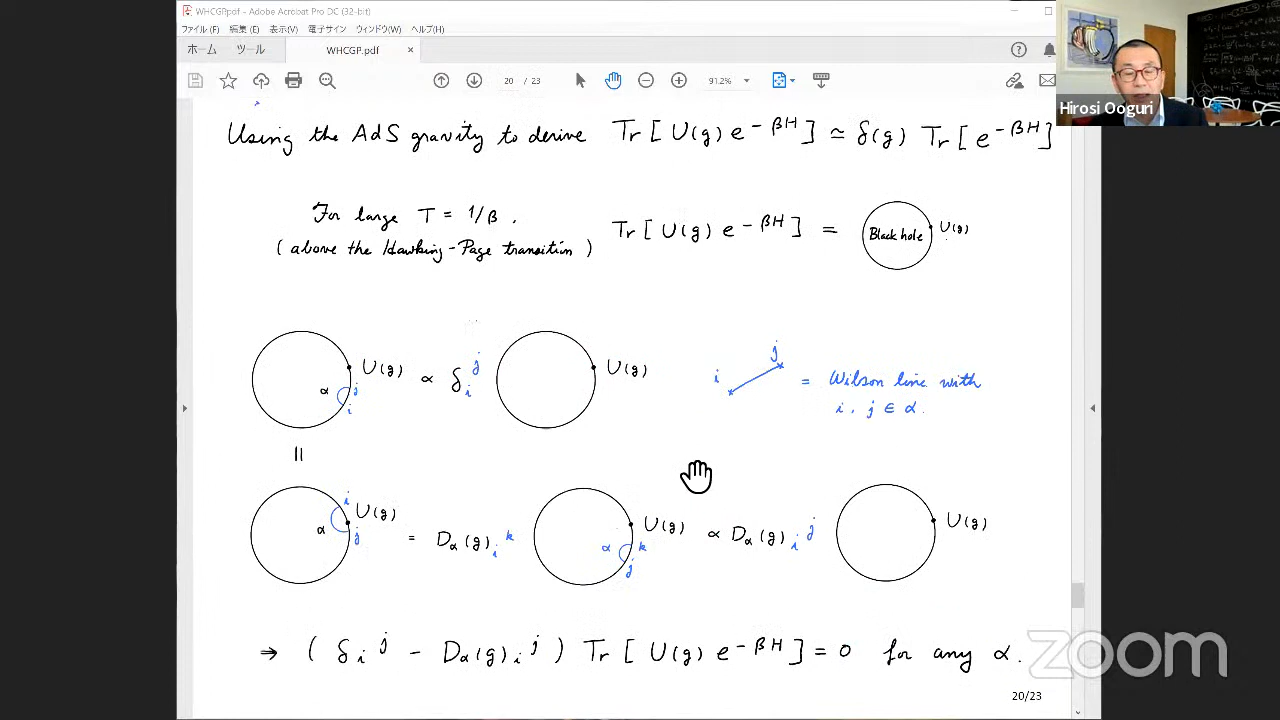 WHCGP.pdf - Adobe Acrobat Pro DC (32-bit)
ファイル(F) 編集(E) 表示(V) 電子サイン ウィンドウ(W) ヘルプ(H)
ホーム ツール WHCGP.pdf ×
20 / 23 91.2%
Hirosi Ooguri
Using the AdS gravity to derive Tr [ U(g) e^{-βH} ] ≃ δ(g) Tr [ e^{-βH} ]
For large T = 1/β ,
(above the Hawking-Page transition)
Tr [ U(g) e^{-βH} ] = Black hole U(g)
α j i U(g) ∝ δ_i^j U(g)
i j = Wilson line with
i, j ∈ α.
||
α i j U(g) = D_α(g)_i^k α k j U(g) ∝ D_α(g)_i^j U(g)
⇒ ( δ_i^j - D_α(g)_i^j ) Tr [ U(g) e^{-βH} ] = 0 for any α.
zoom
20/23